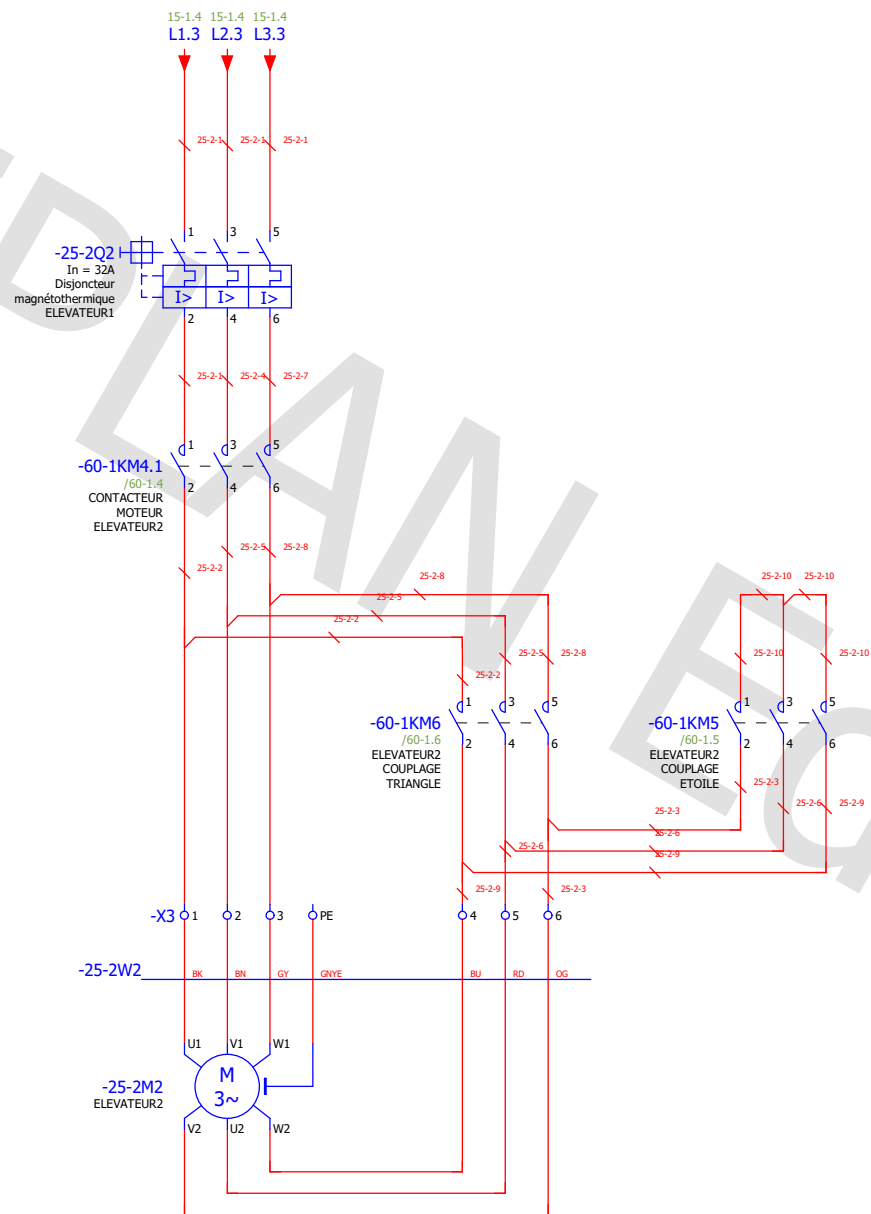 15-1.4 15-1.4 15-1.4
L1.3 L2.3 L3.3
25-2-1 25-2-1 25-2-1
1 3 5
-25-2Q2
In = 32A
Disjoncteur
magnétothermique
ELEVATEUR1
I> I> I>
2 4 6
25-2-1 25-2-4 25-2-7
1 3 5
-60-1KM4.1
/60-1.4
CONTACTEUR
MOTEUR
ELEVATEUR2
2 4 6
25-2-2 25-2-5 25-2-8
25-2-8
25-2-5
25-2-2
25-2-10 25-2-10
25-2-2 25-2-5 25-2-8
25-2-10 25-2-10
1 3 5
-60-1KM6
/60-1.6
ELEVATEUR2
COUPLAGE
TRIANGLE
2 4 6
1 3 5
-60-1KM5
/60-1.5
ELEVATEUR2
COUPLAGE
ETOILE
2 4 6
25-2-3 25-2-6 25-2-9
25-2-3
25-2-6
25-2-9
25-2-6
25-2-9 25-2-3
-X3 1 2 3 PE 4 5 6
-25-2W2
BK BN GY GNYE BU RD OG
U1 V1 W1
M
3~
-25-2M2
ELEVATEUR2
V2 U2 W2
PLAN Ed